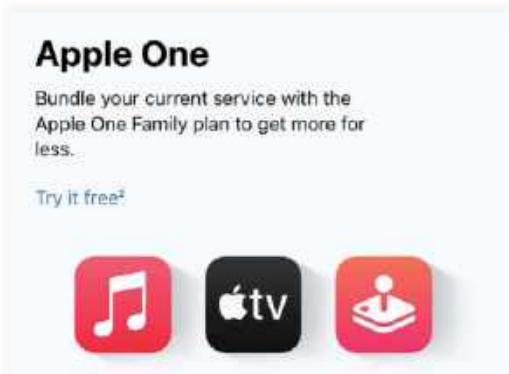 Apple One
Bundle your current service with the
Apple One Family plan to get more for
less.
Try it free²
tv